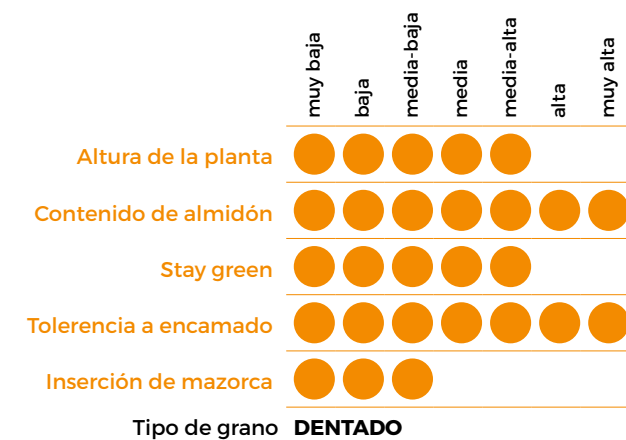 muy baja
baja
media-baja
media
media-alta
alta
muy alta
Altura de la planta
Contenido de almidón
Stay green
Tolerencia a encamado
Inserción de mazorca
Tipo de grano DENTADO